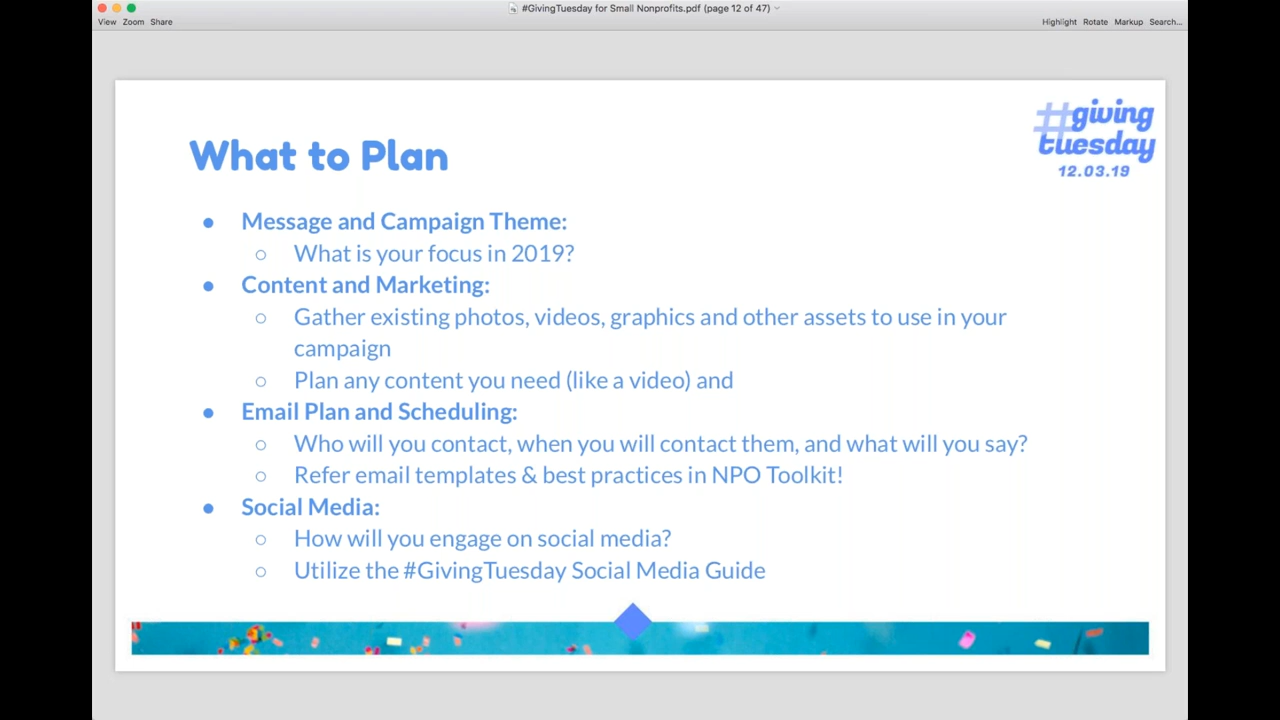 #GivingTuesday for Small Nonprofits.pdf (page 12 of 47)
View Zoom Share
Highlight Rotate Markup Search...
#giving
tuesday
12.03.19
What to Plan
● Message and Campaign Theme:
○ What is your focus in 2019?
● Content and Marketing:
○ Gather existing photos, videos, graphics and other assets to use in your
campaign
○ Plan any content you need (like a video) and
● Email Plan and Scheduling:
○ Who will you contact, when you will contact them, and what will you say?
○ Refer email templates & best practices in NPO Toolkit!
● Social Media:
○ How will you engage on social media?
○ Utilize the #GivingTuesday Social Media Guide